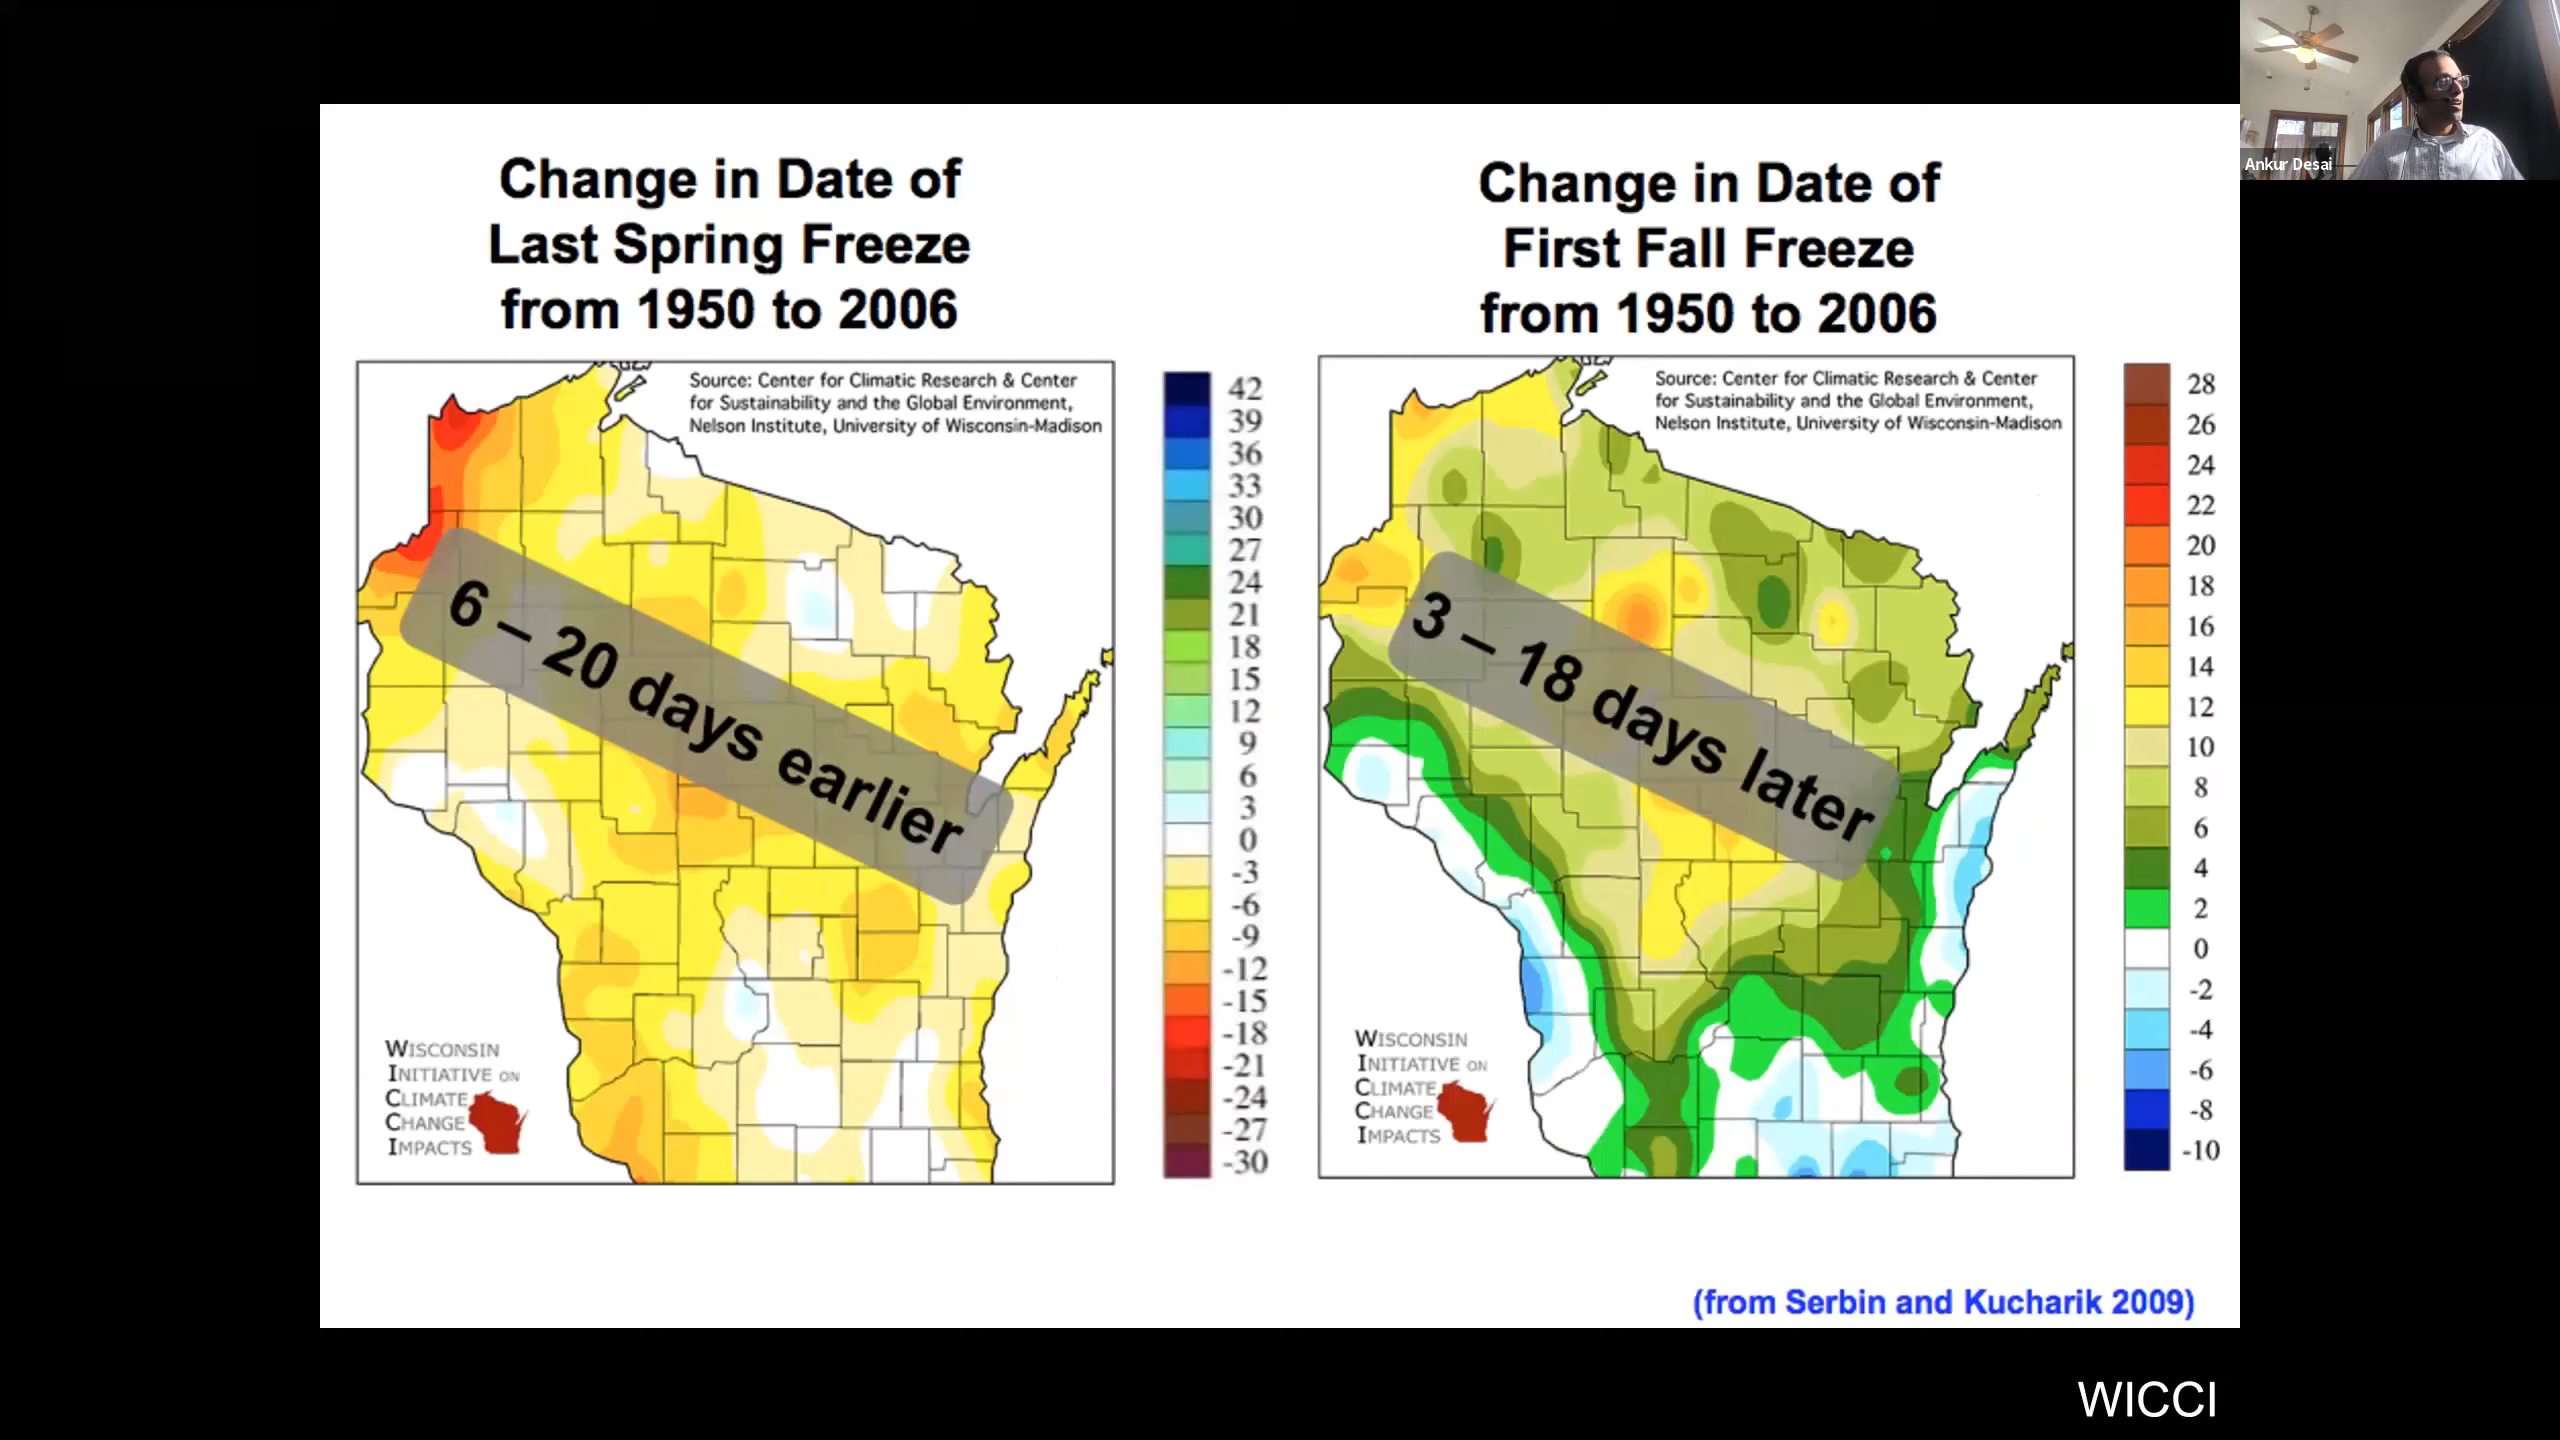 Ankur Desai
Change in Date of
Last Spring Freeze
from 1950 to 2006
Source: Center for Climatic Research & Center
for Sustainability and the Global Environment,
Nelson Institute, University of Wisconsin-Madison
6 – 20 days earlier
WISCONSIN
INITIATIVE ON
CLIMATE
CHANGE
IMPACTS
42
39
36
33
30
27
24
21
18
15
12
9
6
3
0
-3
-6
-9
-12
-15
-18
-21
-24
-27
-30
Change in Date of
First Fall Freeze
from 1950 to 2006
Source: Center for Climatic Research & Center
for Sustainability and the Global Environment,
Nelson Institute, University of Wisconsin-Madison
3 – 18 days later
WISCONSIN
INITIATIVE ON
CLIMATE
CHANGE
IMPACTS
28
26
24
22
20
18
16
14
12
10
8
6
4
2
0
-2
-4
-6
-8
-10
(from Serbin and Kucharik 2009)
WICCI